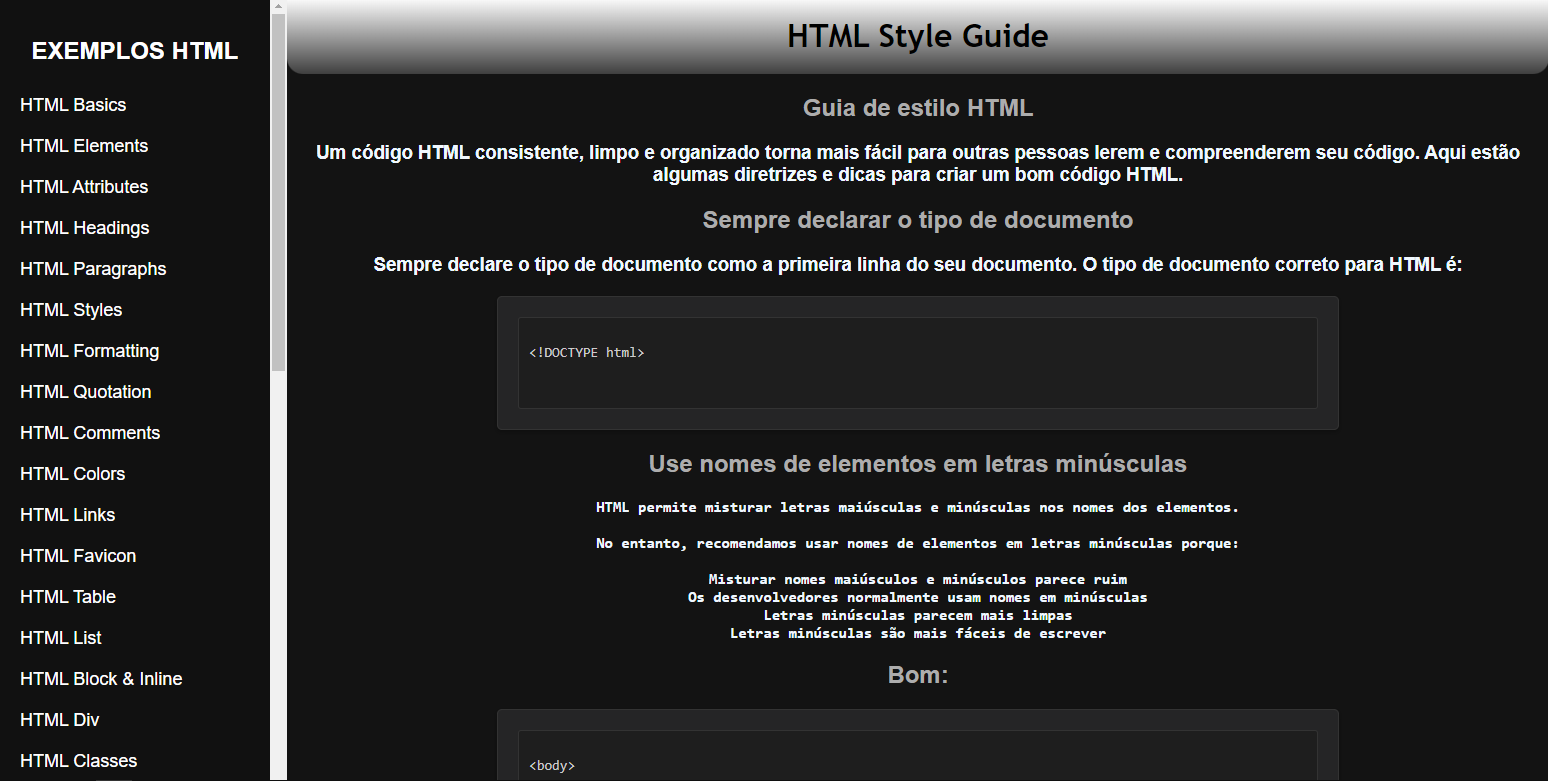 EXEMPLOS HTML
HTML Basics
HTML Elements
HTML Attributes
HTML Headings
HTML Paragraphs
HTML Styles
HTML Formatting
HTML Quotation
HTML Comments
HTML Colors
HTML Links
HTML Favicon
HTML Table
HTML List
HTML Block & Inline
HTML Div
HTML Classes
HTML Style Guide
Guia de estilo HTML
Um código HTML consistente, limpo e organizado torna mais fácil para outras pessoas lerem e compreenderem seu código. Aqui estão
algumas diretrizes e dicas para criar um bom código HTML.
Sempre declarar o tipo de documento
Sempre declare o tipo de documento como a primeira linha do seu documento. O tipo de documento correto para HTML é:
<!DOCTYPE html>
Use nomes de elementos em letras minúsculas
HTML permite misturar letras maiúsculas e minúsculas nos nomes dos elementos.
No entanto, recomendamos usar nomes de elementos em letras minúsculas porque:
Misturar nomes maiúsculos e minúsculos parece ruim
Os desenvolvedores normalmente usam nomes em minúsculas
Letras minúsculas parecem mais limpas
Letras minúsculas são mais fáceis de escrever
Bom:
<body>